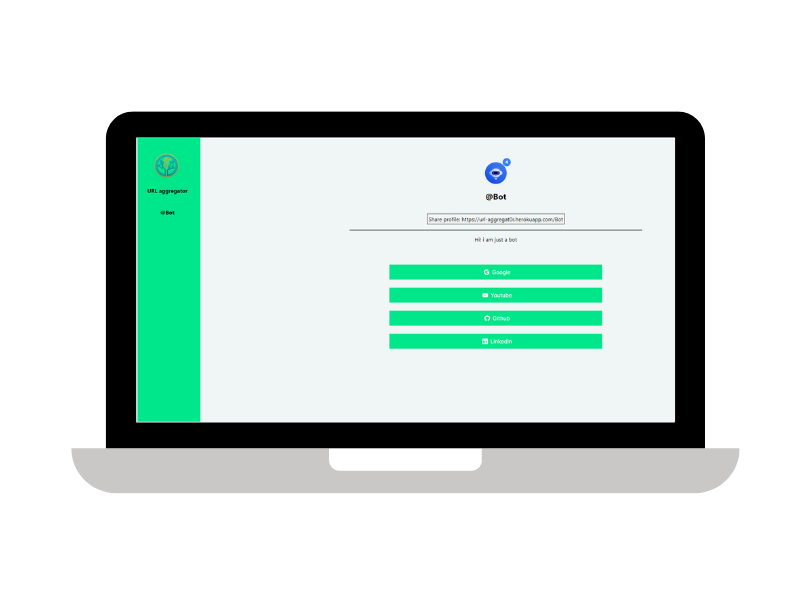 URL aggregator
@Bot
@Bot
Share profile: https://url-aggregat0r.herokuapp.com/Bot
Hi! I am just a bot
Google
Youtube
Github
Linkedin